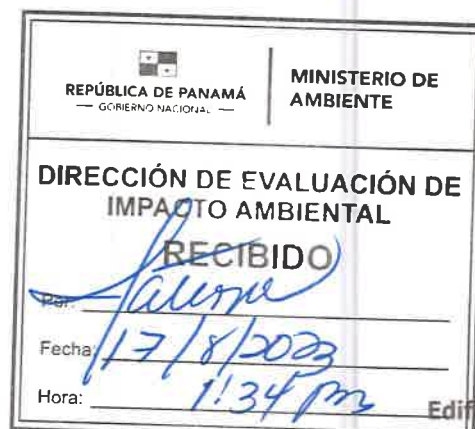 REPÚBLICA DE PANAMÁ
— GOBIERNO NACIONAL —
MINISTERIO DE
AMBIENTE
DIRECCIÓN DE EVALUACIÓN DE
IMPACTO AMBIENTAL
RECIBIDO
Por:
Fecha: 17/8/2023
Hora: 1:34 pm
Edif